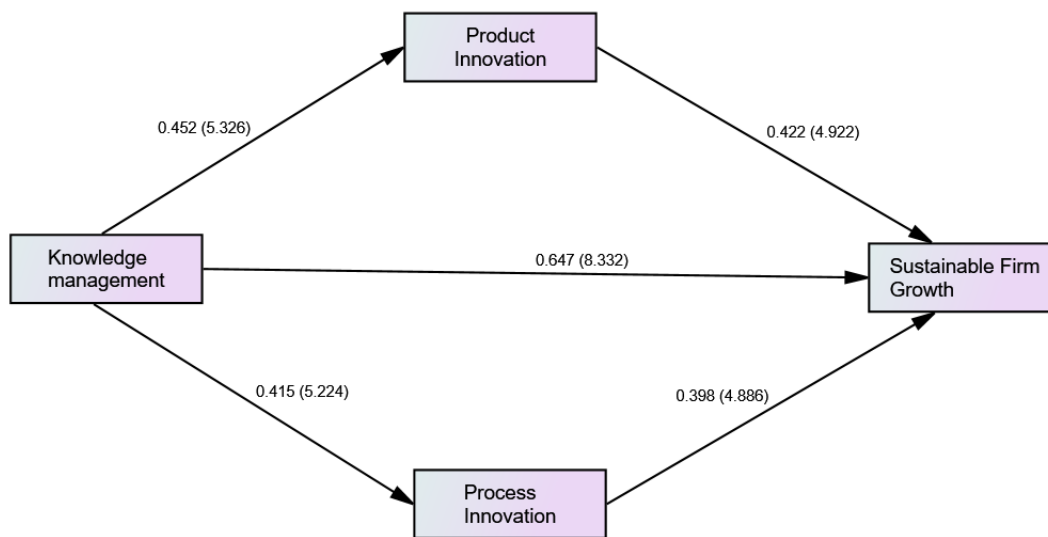 Product
Innovation
0.452 (5.326)
0.422 (4.922)
Knowledge
management
0.647 (8.332)
Sustainable Firm
Growth
0.415 (5.224)
0.398 (4.886)
Process
Innovation